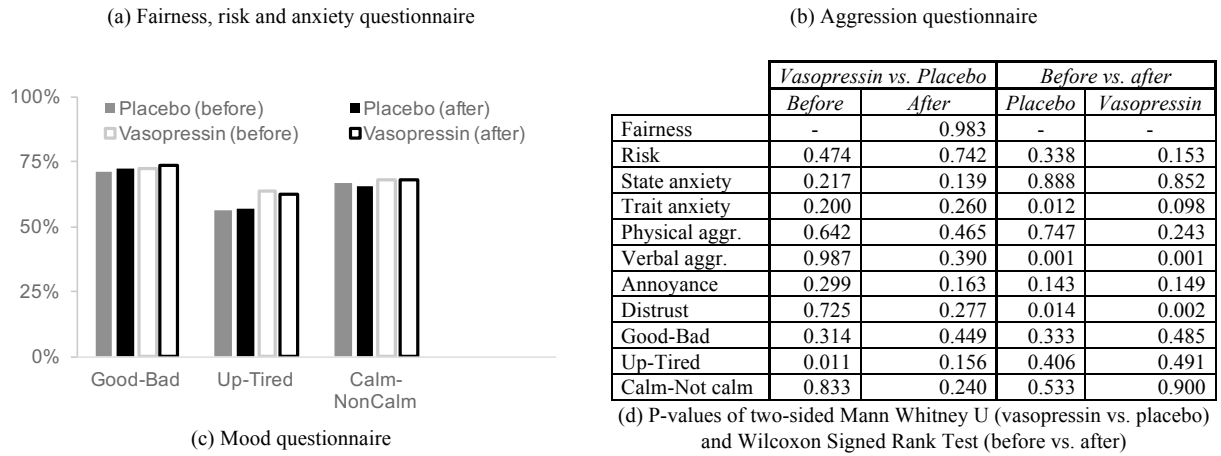 (a) Fairness, risk and anxiety questionnaire
(b) Aggression questionnaire
100%
75%
50%
25%
0%
Placebo (before)
Placebo (after)
Vasopressin (before)
Vasopressin (after)
Good-Bad
Up-Tired
Calm-
NonCalm
(c) Mood questionnaire
Vasopressin vs. Placebo Before vs. after
Before After Placebo Vasopressin
Fairness - 0.983 - -
Risk 0.474 0.742 0.338 0.153
State anxiety 0.217 0.139 0.888 0.852
Trait anxiety 0.200 0.260 0.012 0.098
Physical aggr. 0.642 0.465 0.747 0.243
Verbal aggr. 0.987 0.390 0.001 0.001
Annoyance 0.299 0.163 0.143 0.149
Distrust 0.725 0.277 0.014 0.002
Good-Bad 0.314 0.449 0.333 0.485
Up-Tired 0.011 0.156 0.406 0.491
Calm-Not calm 0.833 0.240 0.533 0.900
(d) P-values of two-sided Mann Whitney U (vasopressin vs. placebo)
and Wilcoxon Signed Rank Test (before vs. after)